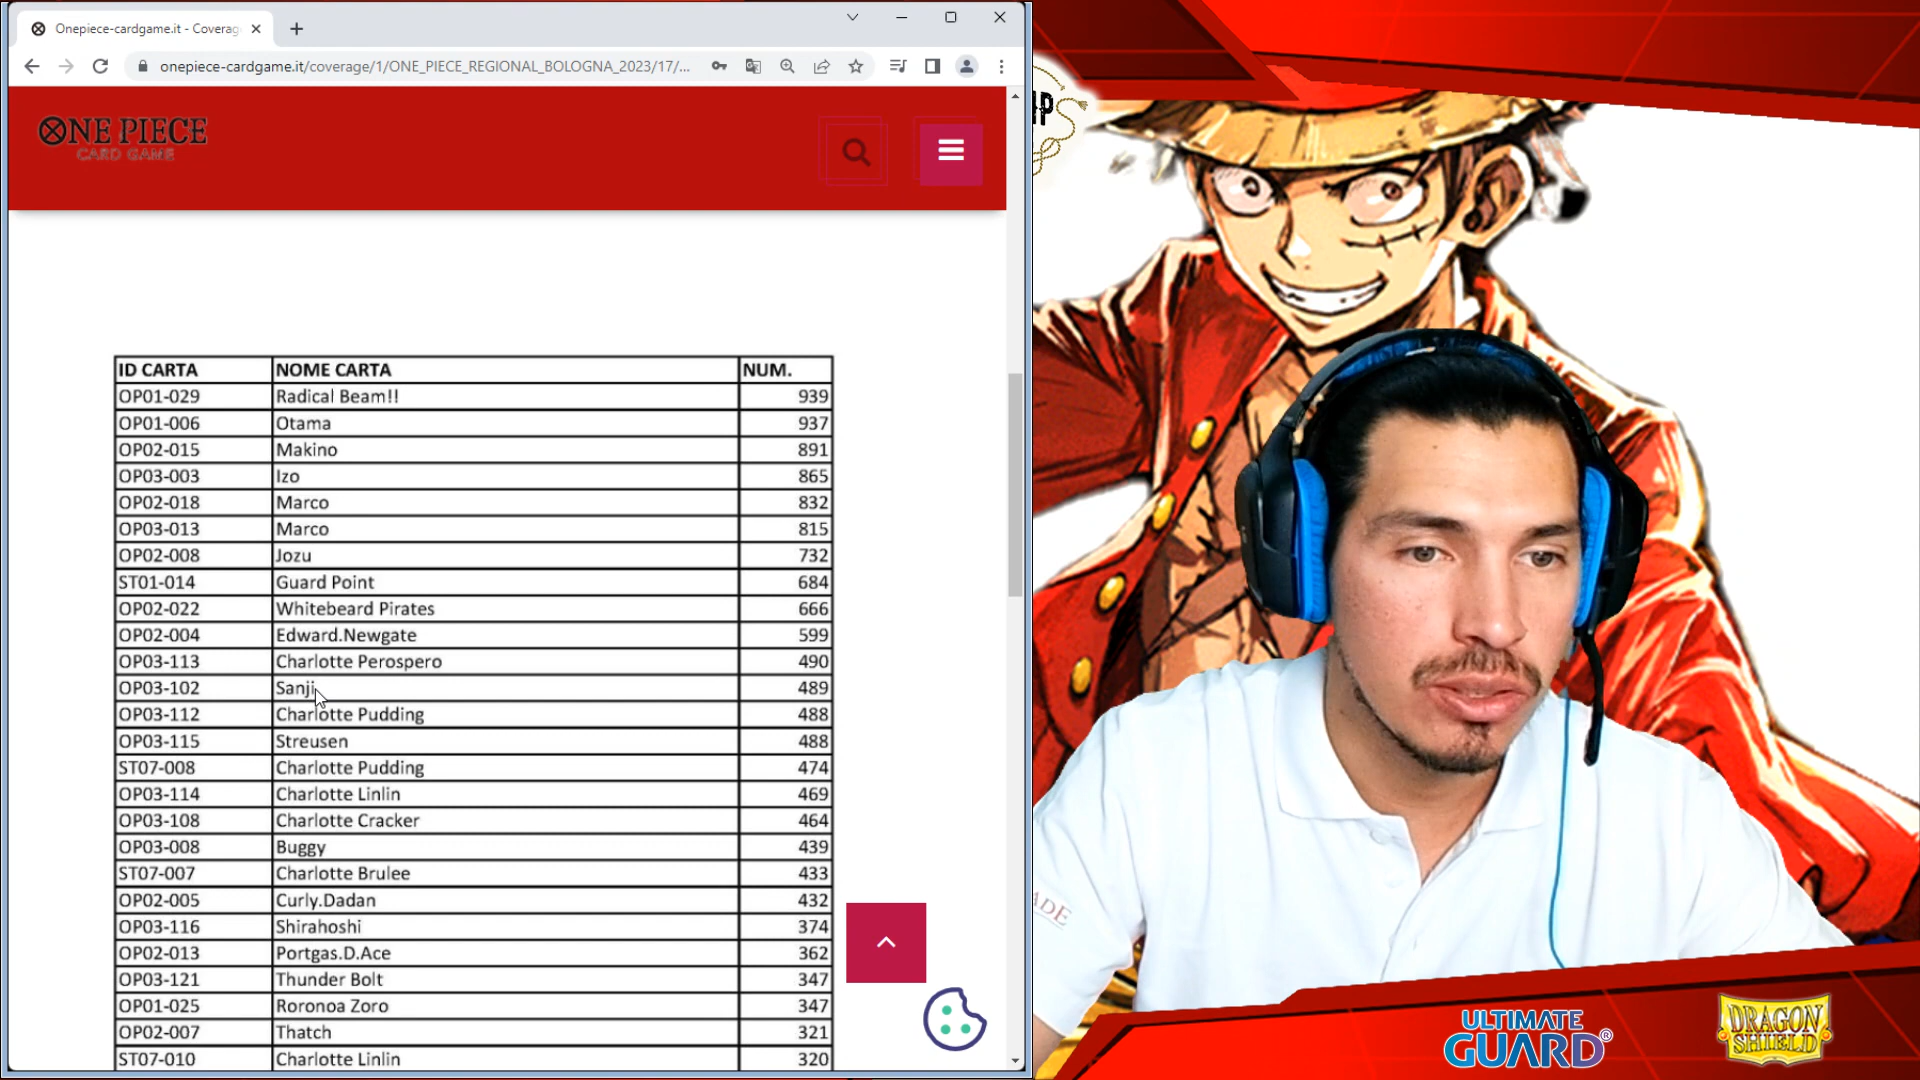 Onepiece-cardgame.it - Coverag
onepiece-cardgame.it/coverage/1/ONE_PIECE_REGIONAL_BOLOGNA_2023/17/...
ONE PIECE
CARD GAME
ID CARTA NOME CARTA NUM.
OP01-029 Radical Beam!! 939
OP01-006 Otama 937
OP02-015 Makino 891
OP03-003 Izo 865
OP02-018 Marco 832
OP03-013 Marco 815
OP02-008 Jozu 732
ST01-014 Guard Point 684
OP02-022 Whitebeard Pirates 666
OP02-004 Edward.Newgate 599
OP03-113 Charlotte Perospero 490
OP03-102 Sanji 489
OP03-112 Charlotte Pudding 488
OP03-115 Streusen 488
ST07-008 Charlotte Pudding 474
OP03-114 Charlotte Linlin 469
OP03-108 Charlotte Cracker 464
OP03-008 Buggy 439
ST07-007 Charlotte Brulee 433
OP02-005 Curly.Dadan 432
OP03-116 Shirahoshi 374
OP02-013 Portgas.D.Ace 362
OP03-121 Thunder Bolt 347
OP01-025 Roronoa Zoro 347
OP02-007 Thatch 321
ST07-010 Charlotte Linlin 320
IP
ADE
ULTIMATE
GUARD®
DRAGON
SHIELD